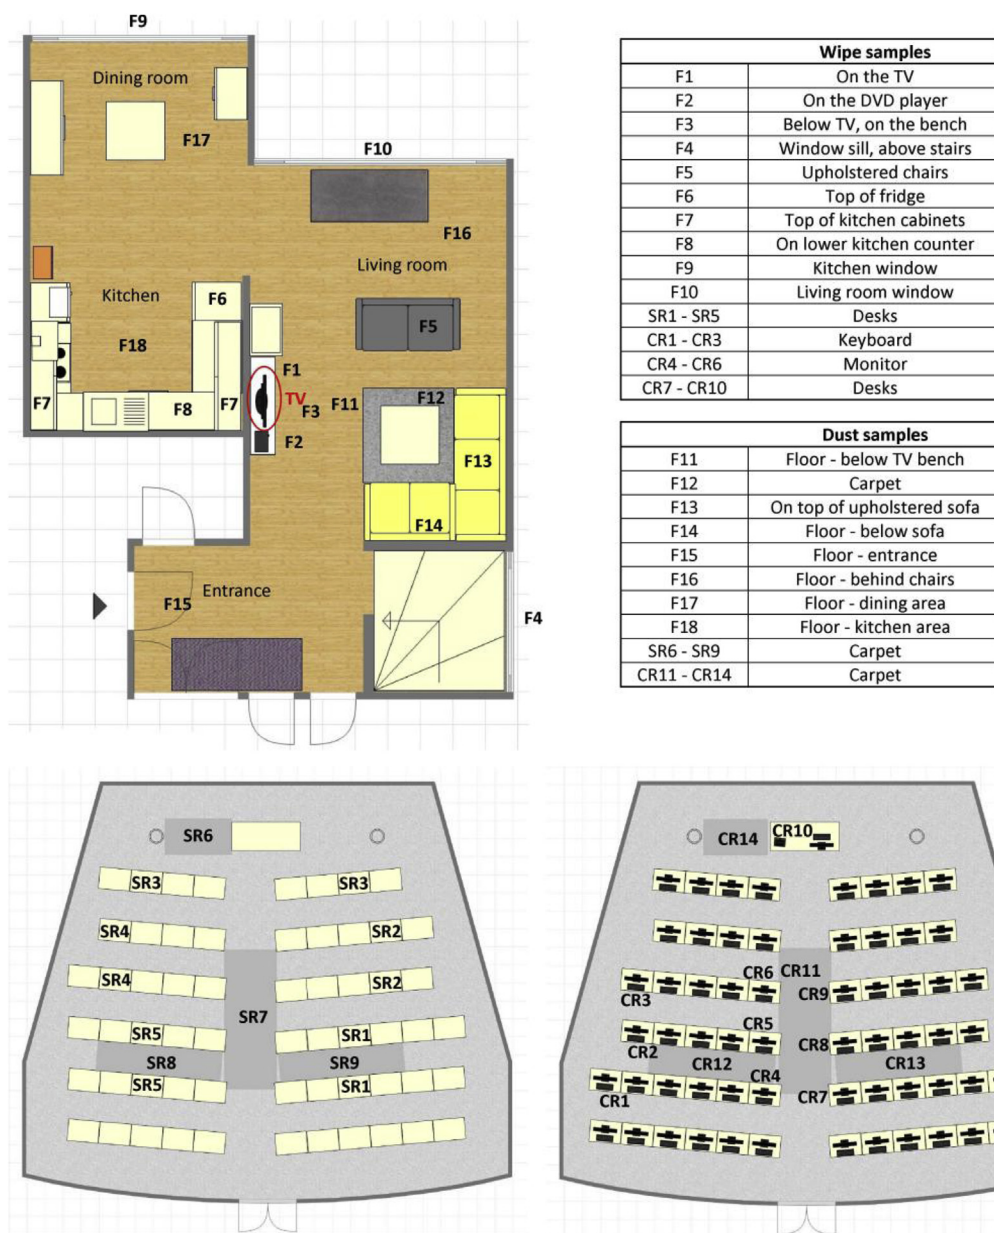 F9
Dining room
F17
F10
F16
Living room
Kitchen
F6
F5
F18
F1
TV
F3
F11
F12
F7
F8
F7
F2
F13
F14
Entrance
F15
F4
Wipe samples
F1 On the TV
F2 On the DVD player
F3 Below TV, on the bench
F4 Window sill, above stairs
F5 Upholstered chairs
F6 Top of fridge
F7 Top of kitchen cabinets
F8 On lower kitchen counter
F9 Kitchen window
F10 Living room window
SR1 - SR5 Desks
CR1 - CR3 Keyboard
CR4 - CR6 Monitor
CR7 - CR10 Desks
Dust samples
F11 Floor - below TV bench
F12 Carpet
F13 On top of upholstered sofa
F14 Floor - below sofa
F15 Floor - entrance
F16 Floor - behind chairs
F17 Floor - dining area
F18 Floor - kitchen area
SR6 - SR9 Carpet
CR11 - CR14 Carpet
SR6
SR3 SR3
SR4 SR2
SR4 SR2
SR7
SR5 SR1
SR8 SR9
SR5 SR1
CR14 CR10
CR6 CR11
CR3 CR9
CR5
CR2 CR8
CR12 CR13
CR4
CR1 CR7